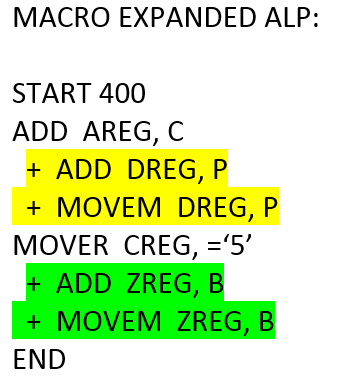 MACRO EXPANDED ALP:
START 400
ADD  AREG, C
+  ADD  DREG, P
+  MOVEM  DREG, P
MOVER  CREG, =‘5’
+  ADD  ZREG, B
+  MOVEM  ZREG, B
END